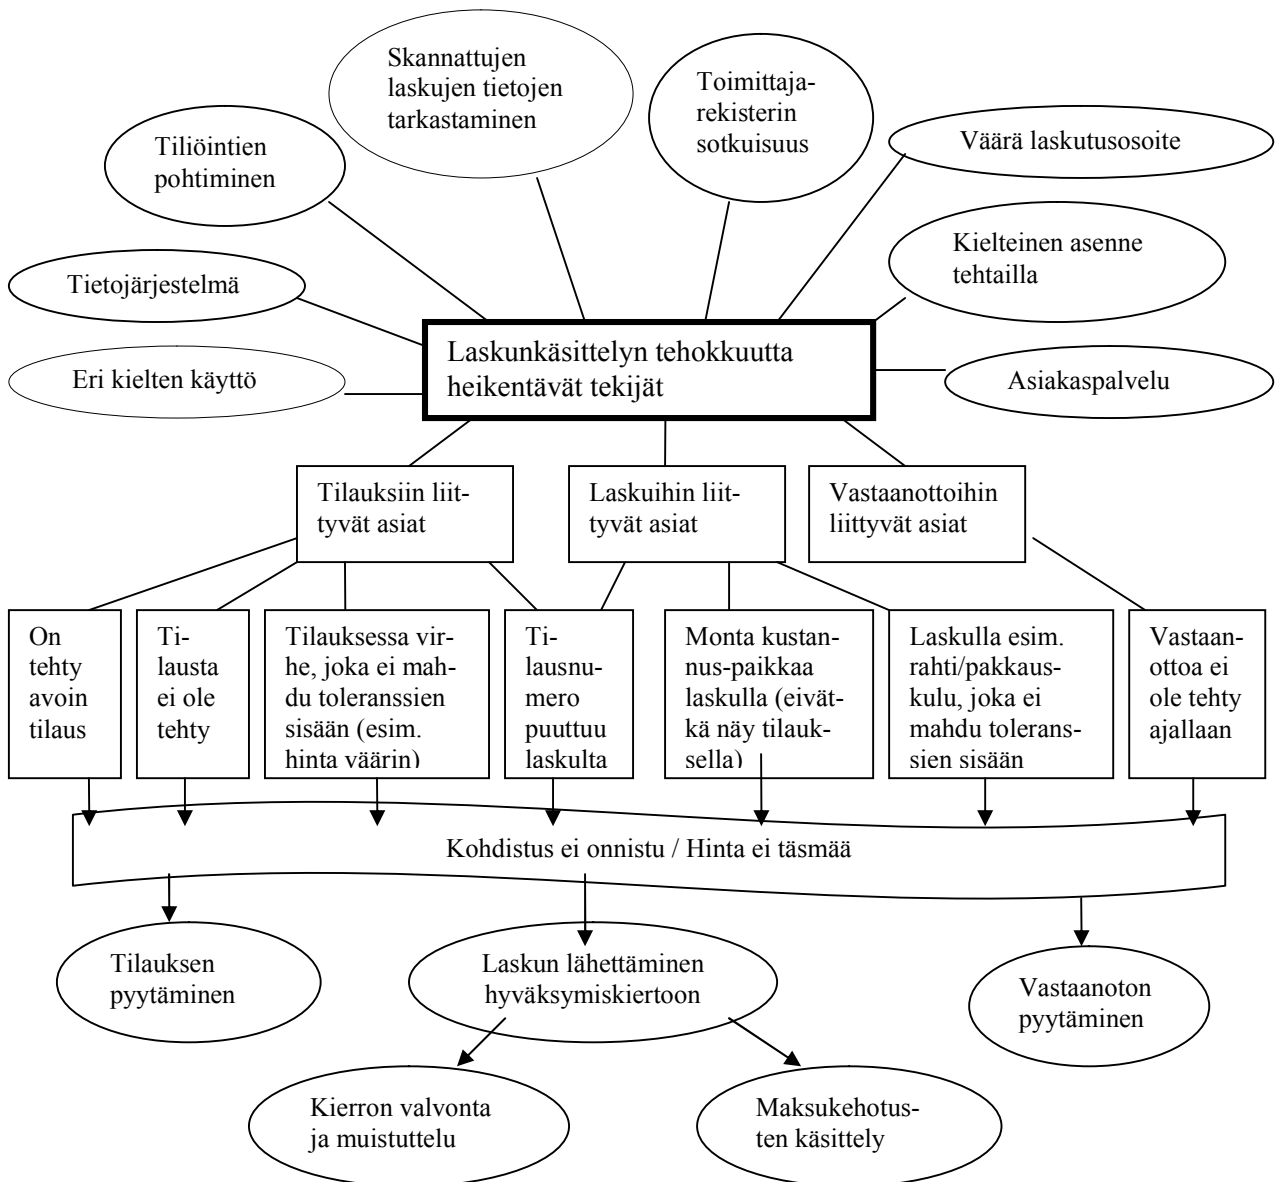 Skannattujen
laskujen tietojen
tarkastaminen
Toimittaja-
rekisterin
sotkuisuus
Tiliöintien
pohtiminen
Väärä laskutusosoite
Kielteinen asenne
tehtailla
Tietojärjestelmä
Eri kielten käyttö
Laskunkäsittelyn tehokkuutta
heikentävät tekijät
Asiakaspalvelu
Tilauksiin liit-
tyvät asiat
Laskuihin liit-
tyvät asiat
Vastaanottoihin
liittyvät asiat
On
tehty
avoin
tilaus
Ti-
lausta
ei ole
tehty
Tilauksessa vir-
he, joka ei mah-
du toleranssien
sisään (esim.
hinta väärin)
Ti-
lausnu-
mero
puuttuu
laskulta
Monta kustan-
nus-paikkaa
laskulla (eivät-
kä näy tilauk-
sella)
Laskulla esim.
rahti/pakkaus-
kulu, joka ei
mahdu tolerans-
sien sisään
Vastaan-
ottoa ei
ole tehty
ajallaan
Kohdistus ei onnistu / Hinta ei täsmää
Tilauksen
pyytäminen
Laskun lähettäminen
hyväksymiskiertoon
Vastaanoton
pyytäminen
Kierron valvonta
ja muistuttelu
Maksukehotus-
ten käsittely